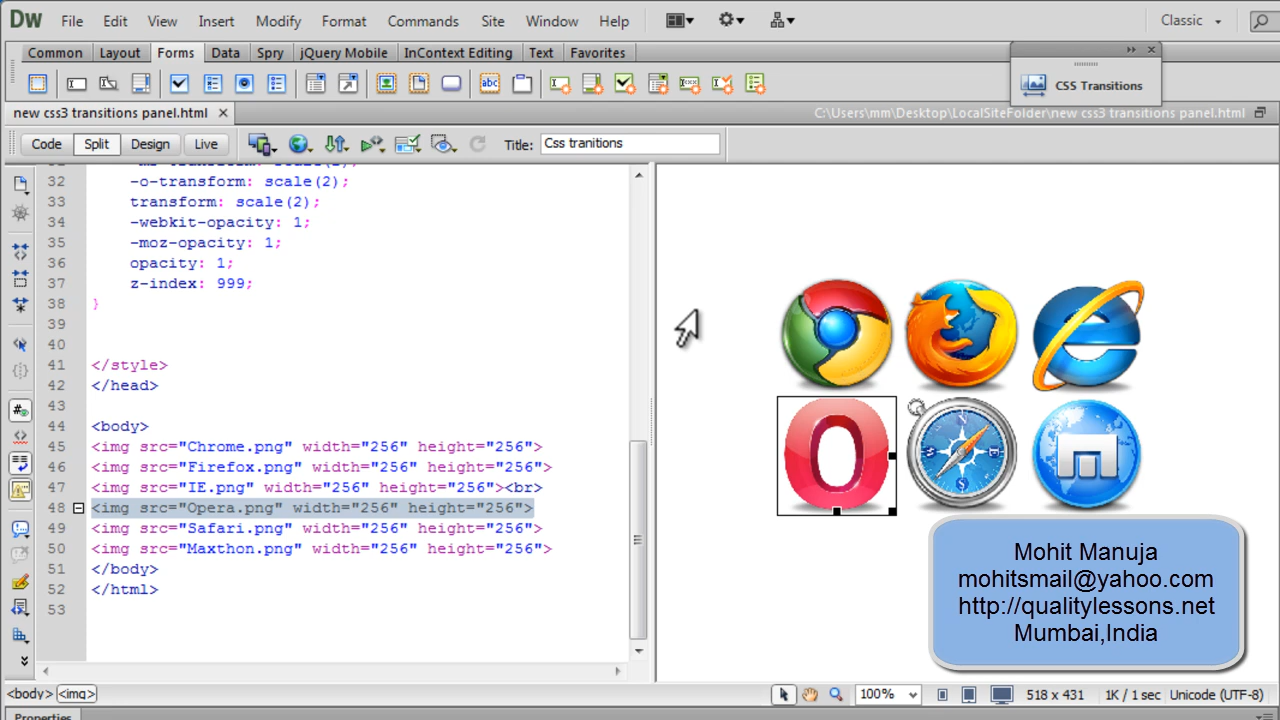 Dw File Edit View Insert Modify Format Commands Site Window Help Classic
Common Layout Forms Data Spry jQuery Mobile InContext Editing Text Favorites
CSS Transitions
new css3 transitions panel.html C:\Users\mm\Desktop\LocalSiteFolder\new css3 transitions panel.html
Code Split Design Live Title: Css tranitions
32 -o-transform: scale(2);
33 transform: scale(2);
34 -webkit-opacity: 1;
35 -moz-opacity: 1;
36 opacity: 1;
37 z-index: 999;
38 }
39
40
41 </style>
42 </head>
43
44 <body>
45 <img src="Chrome.png" width="256" height="256">
46 <img src="Firefox.png" width="256" height="256">
47 <img src="IE.png" width="256" height="256"><br>
48 <img src="Opera.png" width="256" height="256">
49 <img src="Safari.png" width="256" height="256">
50 <img src="Maxthon.png" width="256" height="256">
51 </body>
52 </html>
53
Mohit Manuja
mohitsmail@yahoo.com
http://qualitylessons.net
Mumbai,India
<body> <img> 100% 518 x 431 1K / 1 sec Unicode (UTF-8)
Properties